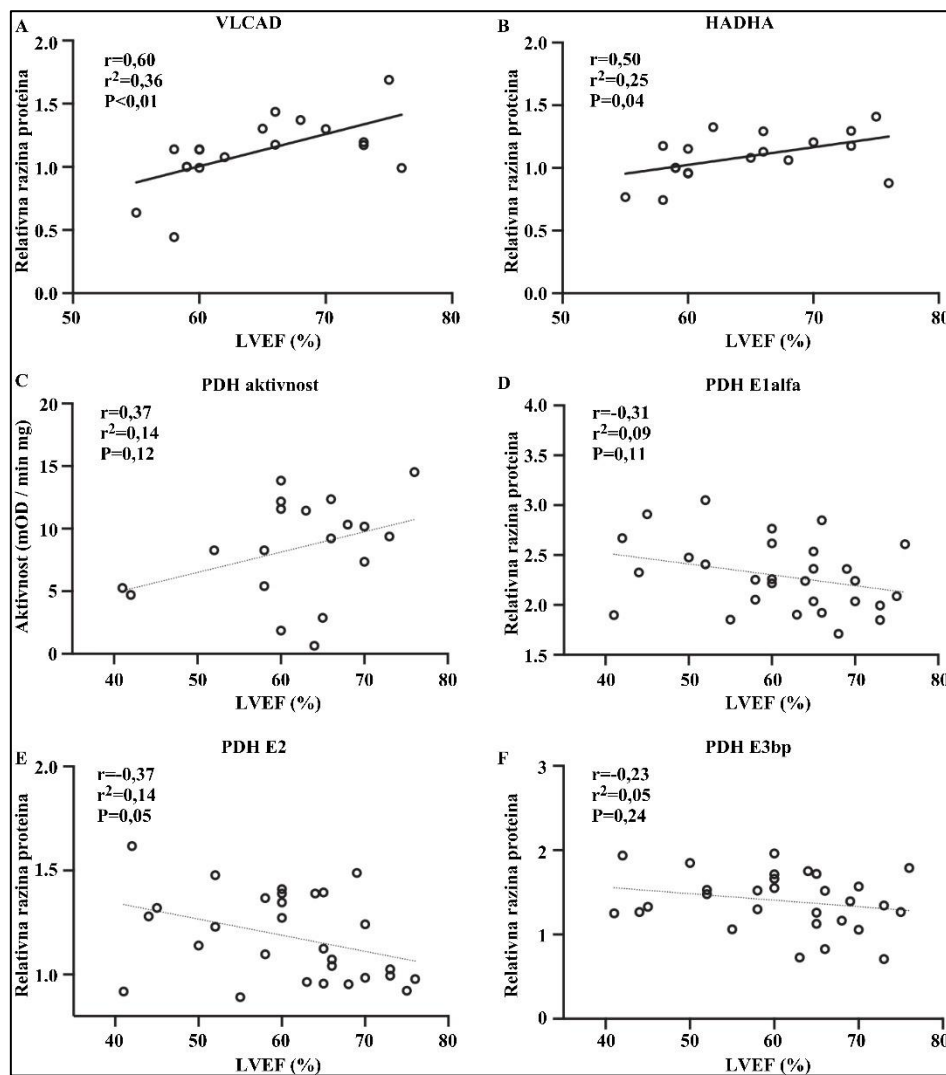 A
VLCAD
r=0,60
r²=0,36
P<0,01
Relativna razina proteina
2.0
1.5
1.0
0.5
0.0
50
60
70
80
LVEF (%)
B
HADHA
r=0,50
r²=0,25
P=0,04
Relativna razina proteina
2.0
1.5
1.0
0.5
0.0
50
60
70
80
LVEF (%)
C
PDH aktivnost
r=0,37
r²=0,14
P=0,12
Aktivnost (mOD / min mg)
20
15
10
5
0
40
50
60
70
80
LVEF (%)
D
PDH E1alfa
r=-0,31
r²=0,09
P=0,11
Relativna razina proteina
4.0
3.5
3.0
2.5
2.0
1.5
40
50
60
70
80
LVEF (%)
E
PDH E2
r=-0,37
r²=0,14
P=0,05
Relativna razina proteina
2.0
1.5
1.0
40
50
60
70
80
LVEF (%)
F
PDH E3bp
r=-0,23
r²=0,05
P=0,24
Relativna razina proteina
3
2
1
0
40
50
60
70
80
LVEF (%)